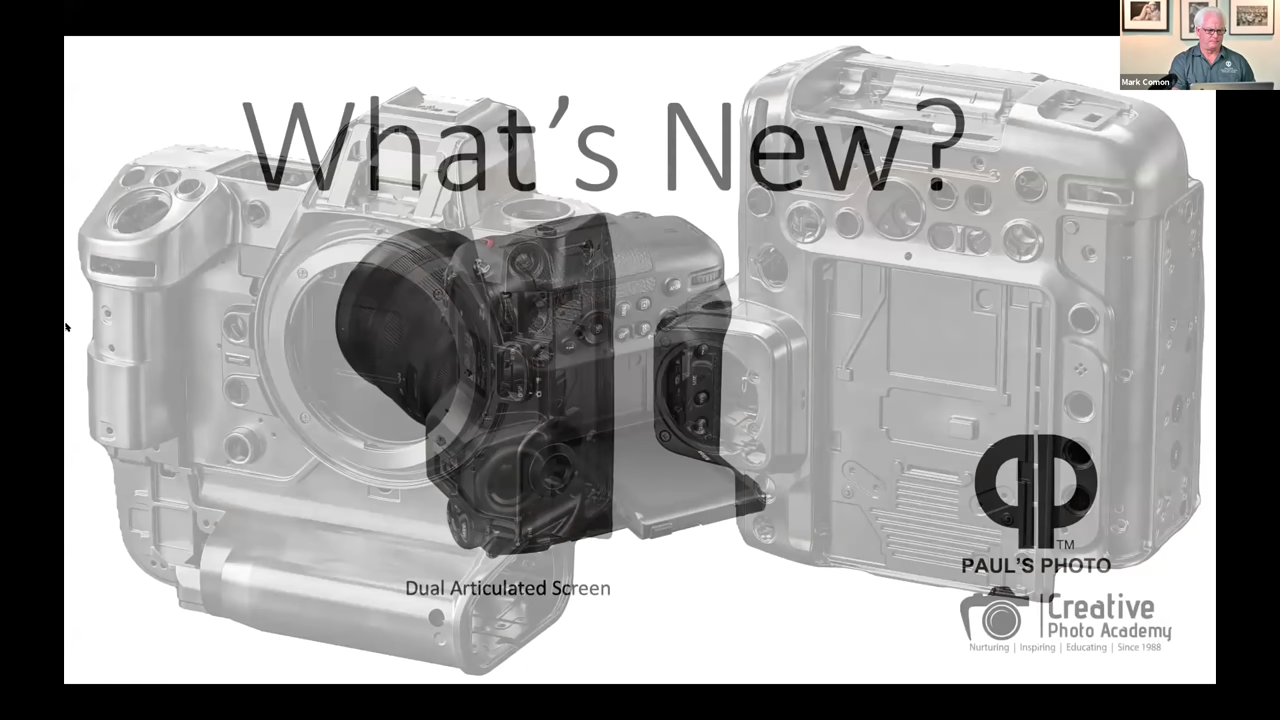 Mark Comon
What's New?
Dual Articulated Screen
TM
PAUL'S PHOTO
Creative
Photo Academy
Nurturing | Inspiring | Educating | Since 1988